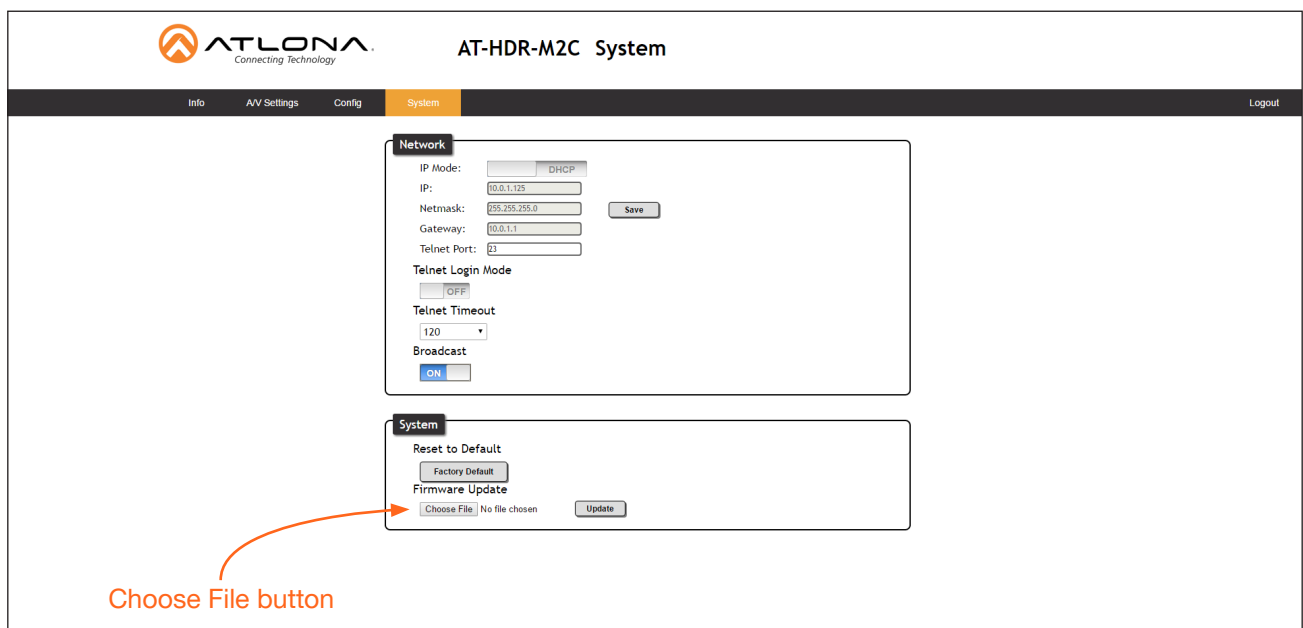 ATLONA.
Connecting Technology
AT-HDR-M2C System
Info A/V Settings Config System Logout
Network
IP Mode: DHCP
IP: 10.0.1.125
Netmask: 255.255.255.0 Save
Gateway: 10.0.1.1
Telnet Port: 23
Telnet Login Mode
OFF
Telnet Timeout
120
Broadcast
ON
System
Reset to Default
Factory Default
Firmware Update
Choose File No file chosen Update
Choose File button